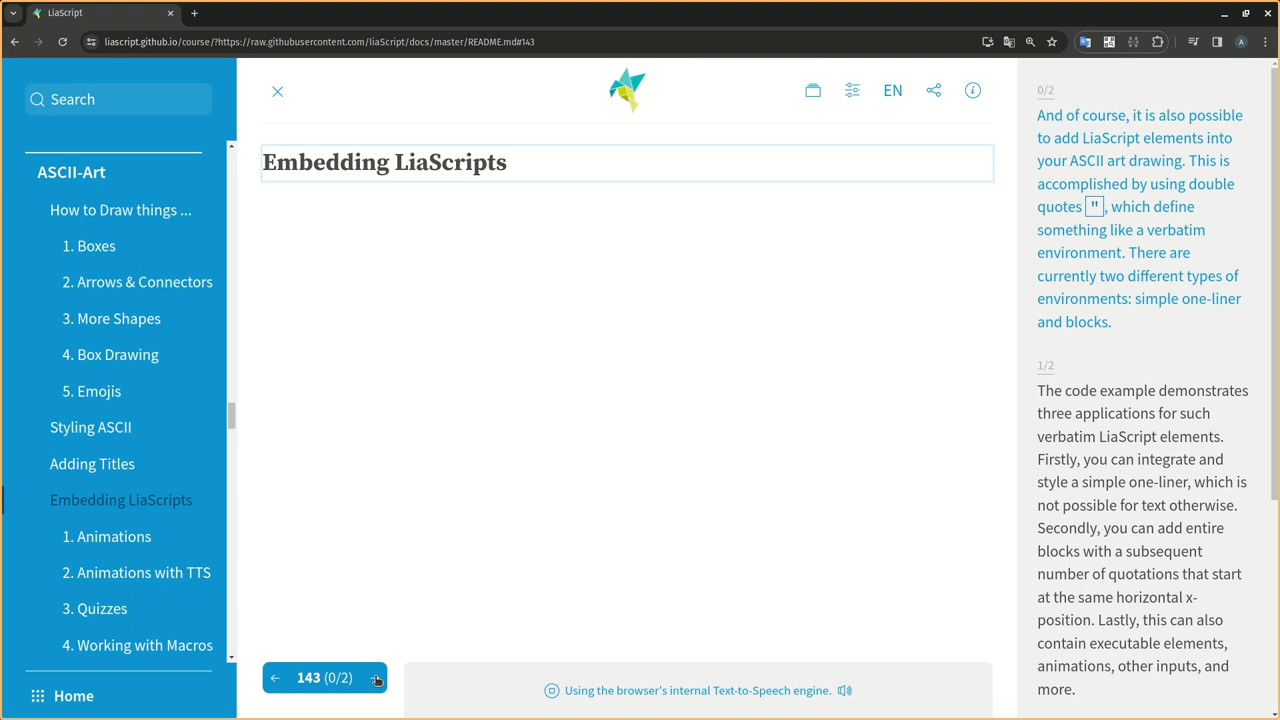 LiaScript
liascript.github.io/course/?https://raw.githubusercontent.com/liaScript/docs/master/README.md#143
A
Search
ASCII-Art
How to Draw things ...
1. Boxes
2. Arrows & Connectors
3. More Shapes
4. Box Drawing
5. Emojis
Styling ASCII
Adding Titles
Embedding LiaScripts
1. Animations
2. Animations with TTS
3. Quizzes
4. Working with Macros
Home
EN
Embedding LiaScripts
143 (0/2)
Using the browser's internal Text-to-Speech engine.
0/2
And of course, it is also possible
to add LiaScript elements into
your ASCII art drawing. This is
accomplished by using double
quotes ", which define
something like a verbatim
environment. There are
currently two different types of
environments: simple one-liner
and blocks.
1/2
The code example demonstrates
three applications for such
verbatim LiaScript elements.
Firstly, you can integrate and
style a simple one-liner, which is
not possible for text otherwise.
Secondly, you can add entire
blocks with a subsequent
number of quotations that start
at the same horizontal x-
position. Lastly, this can also
contain executable elements,
animations, other inputs, and
more.